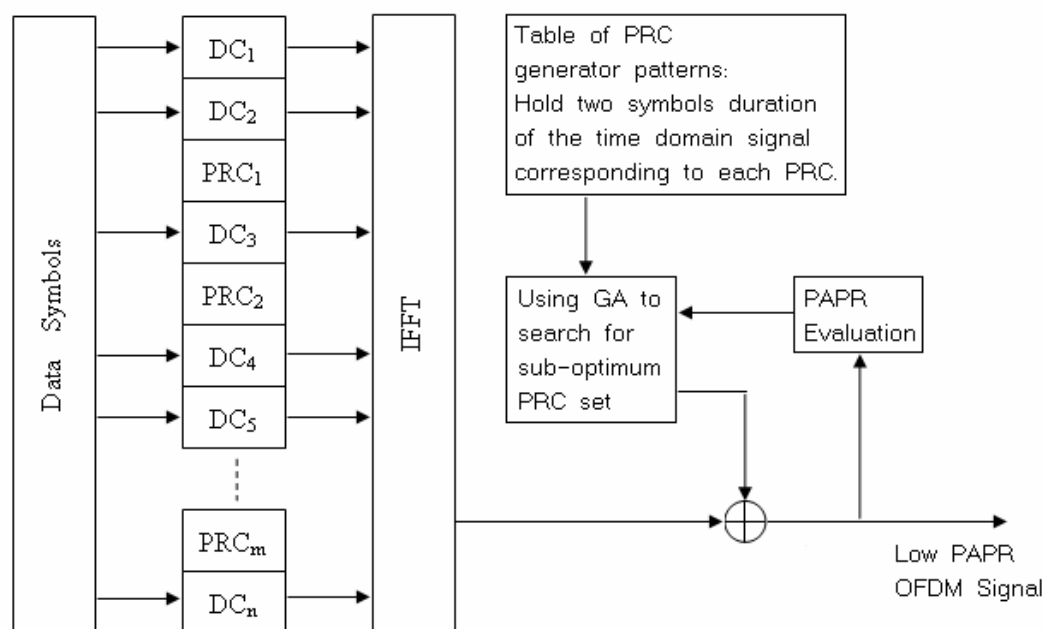 Data Symbols
DC1
DC2
PRC1
DC3
PRC2
DC4
DC5
PRCm
DCn
IFFT
Table of PRC
generator patterns:
Hold two symbols duration
of the time domain signal
corresponding to each PRC.
Using GA to
search for
sub-optimum
PRC set
PAPR
Evaluation
Low PAPR
OFDM Signal